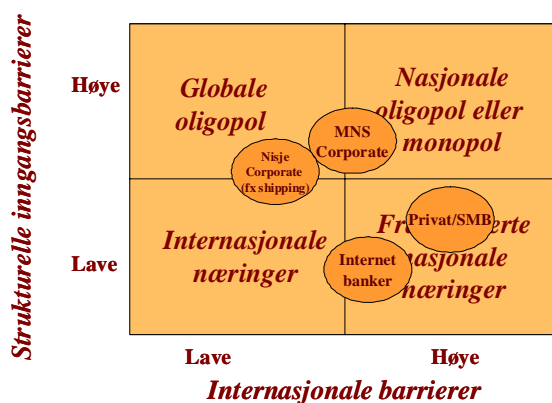 Strukturelle inngangsbarrierer
Høye
Globale
oligopol
Nasjonale
oligopol eller
monopol
MNS
Corporate
Nisje
Corporate
(fx shipping)
Lave
Internasjonale
næringer
Privat/SMB
nasjonale
næringer
Internet
banker
Lave
Høye
Internasjonale barrierer